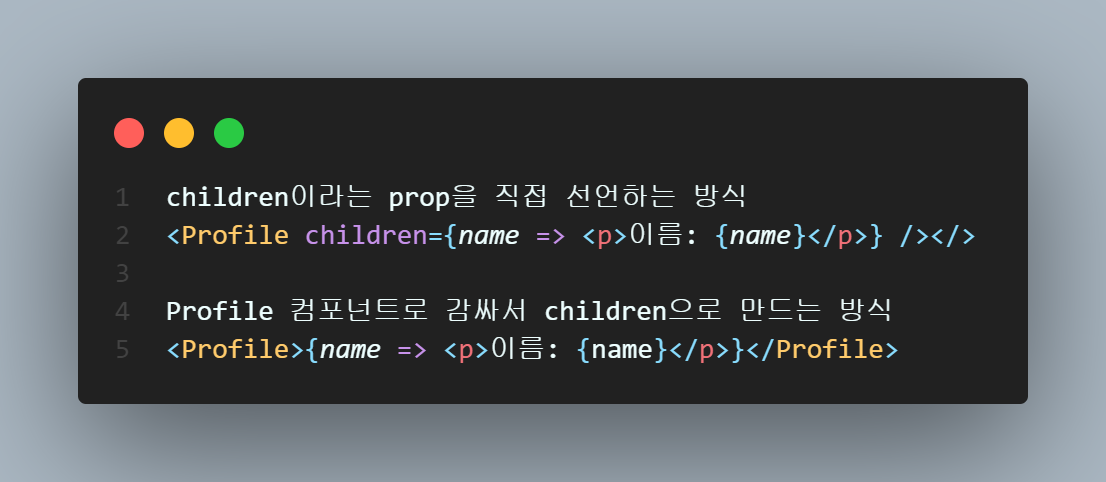 1 children이라는 prop을 직접 선언하는 방식
2 <Profile children={name => <p>이름: {name}</p>} /></>
3
4 Profile 컴포넌트로 감싸서 children으로 만드는 방식
5 <Profile>{name => <p>이름: {name}</p>}</Profile>